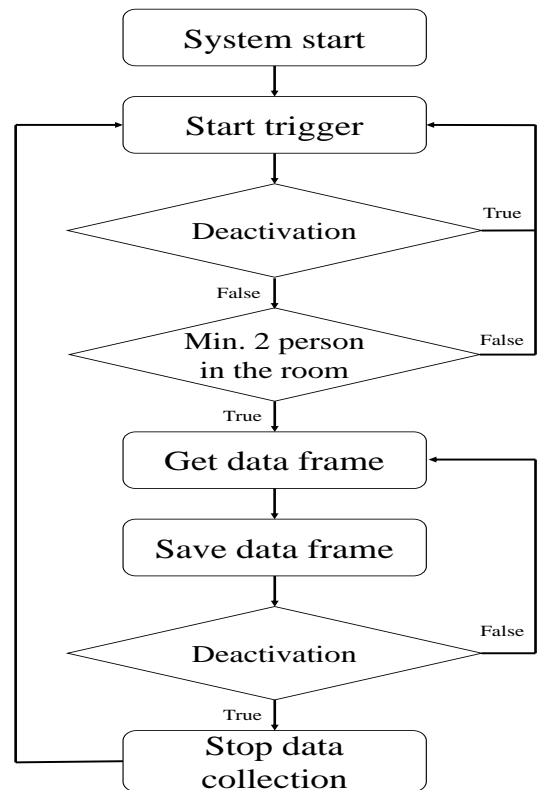 System start
Start trigger
Deactivation
True
False
Min. 2 person
in the room
False
True
Get data frame
Save data frame
Deactivation
False
True
Stop data
collection